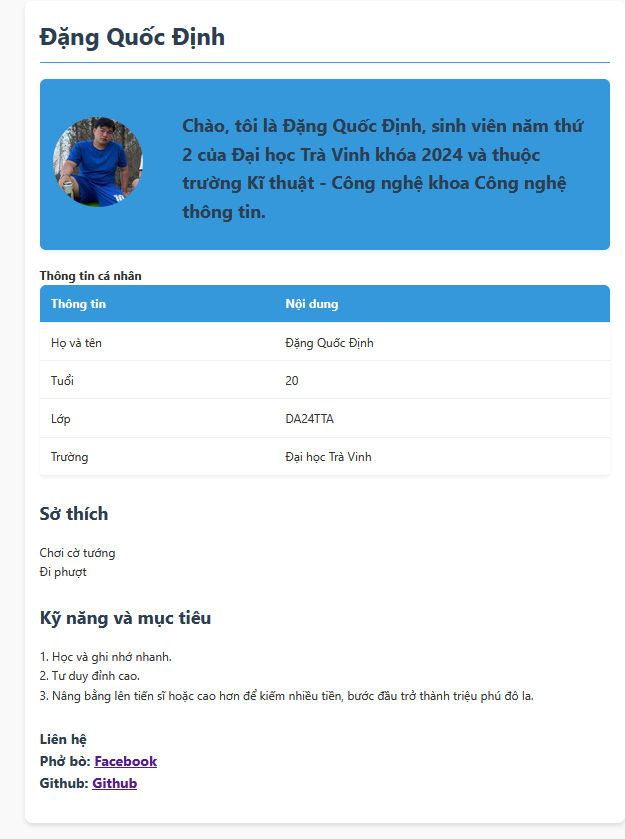 Đặng Quốc Định
Chào, tôi là Đặng Quốc Định, sinh viên năm thứ
2 của Đại học Trà Vinh khóa 2024 và thuộc
trường Kĩ thuật - Công nghệ khoa Công nghệ
thông tin.
Thông tin cá nhân
Thông tin Nội dung
Họ và tên Đặng Quốc Định
Tuổi 20
Lớp DA24TTA
Trường Đại học Trà Vinh
Sở thích
Chơi cờ tướng
Đi phượt
Kỹ năng và mục tiêu
1. Học và ghi nhớ nhanh.
2. Tư duy đỉnh cao.
3. Nâng bằng lên tiến sĩ hoặc cao hơn để kiếm nhiều tiền, bước đầu trở thành triệu phú đô la.
Liên hệ
Phở bò: Facebook
Github: Github